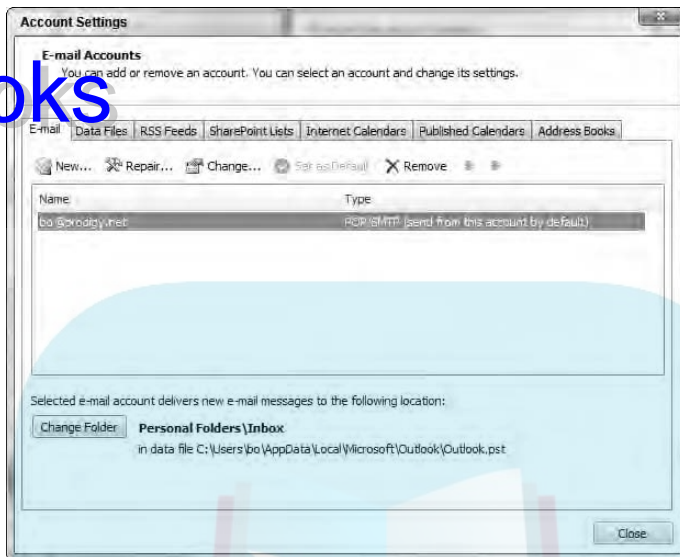 Account Settings
E-mail Accounts
You can add or remove an account. You can select an account and change its settings.
oks
E-mail Data Files RSS Feeds SharePoint Lists Internet Calendars Published Calendars Address Books
New... Repair... Change... Set as Default Remove
Name Type
bo@prodigy.net POP/SMTP (send from this account by default)
Selected e-mail account delivers new e-mail messages to the following location:
Change Folder Personal Folders\Inbox
in data file C:\Users\bo\AppData\Local\Microsoft\Outlook\Outlook.pst
Close